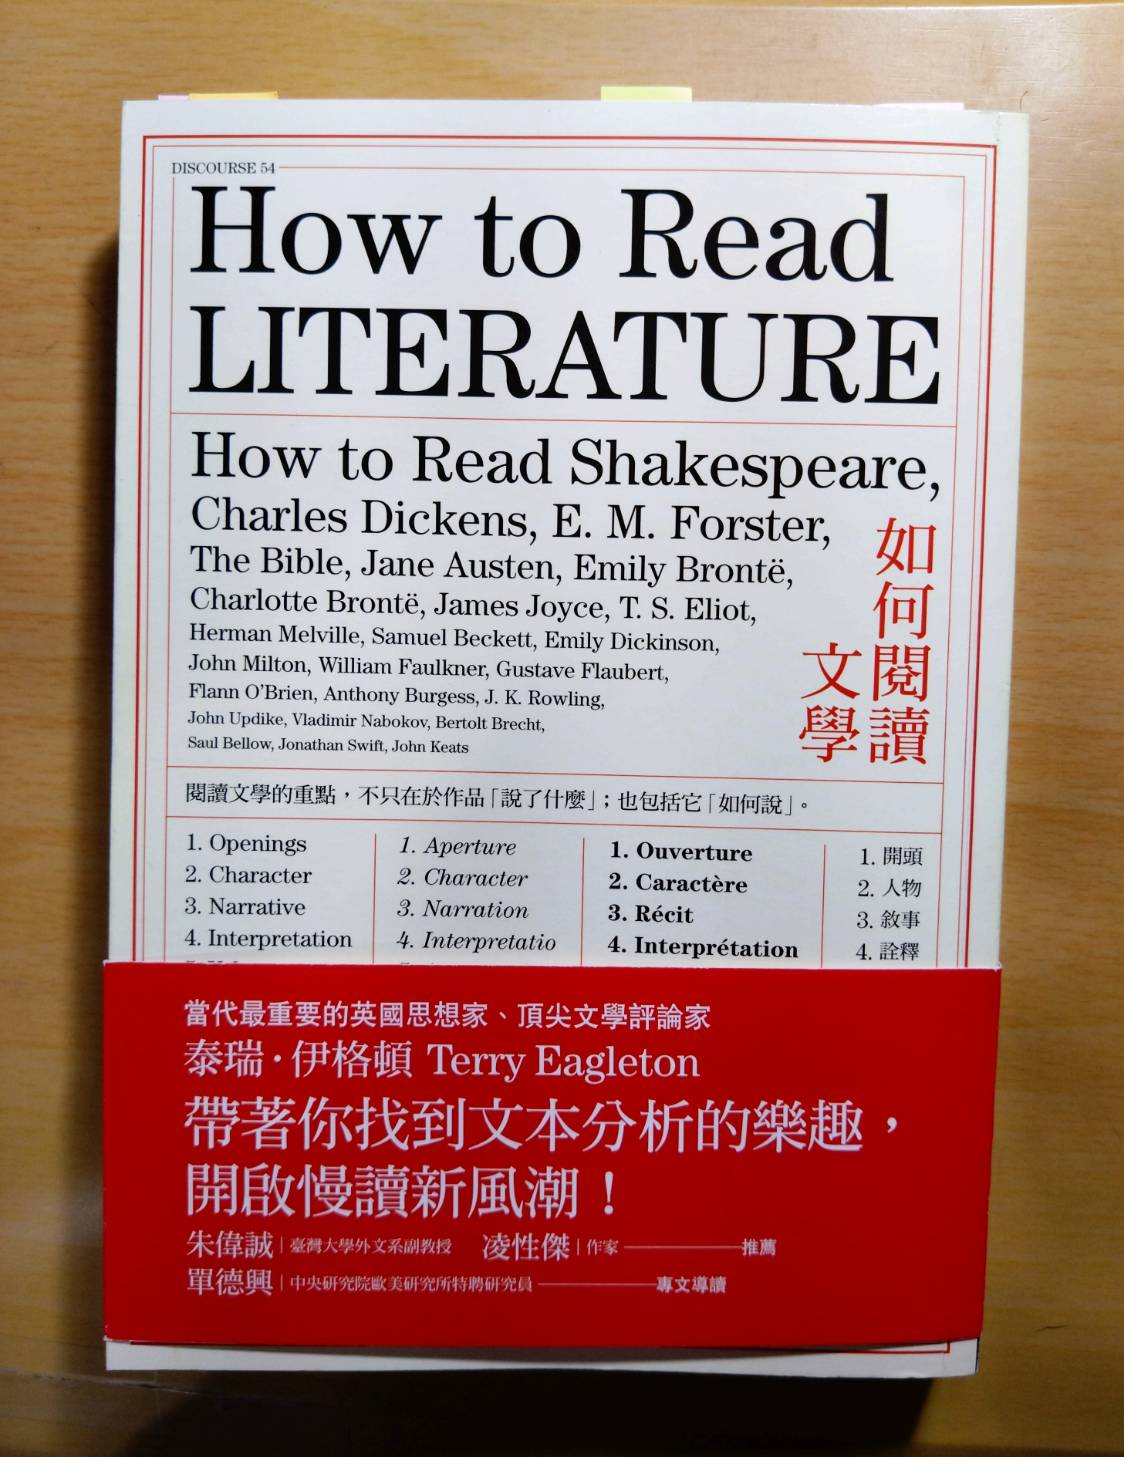 DISCOURSE 54
How to Read
LITERATURE
How to Read Shakespeare,
Charles Dickens, E. M. Forster,
The Bible, Jane Austen, Emily Brontë,
Charlotte Brontë, James Joyce, T. S. Eliot,
Herman Melville, Samuel Beckett, Emily Dickinson,
John Milton, William Faulkner, Gustave Flaubert,
Flann O'Brien, Anthony Burgess, J. K. Rowling,
John Updike, Vladimir Nabokov, Bertolt Brecht,
Saul Bellow, Jonathan Swift, John Keats
如何閱讀
文學
閱讀文學的重點，不只在於作品「說了什麼」；也包括它「如何說」。
1. Openings
2. Character
3. Narrative
4. Interpretation
1. Aperture
2. Character
3. Narration
4. Interpretatio
1. Ouverture
2. Caractère
3. Récit
4. Interprétation
1. 開頭
2. 人物
3. 敘事
4. 詮釋
當代最重要的英國思想家、頂尖文學評論家
泰瑞·伊格頓 Terry Eagleton
帶著你找到文本分析的樂趣，
開啟慢讀新風潮！
朱偉誠｜臺灣大學外文系副教授 凌性傑｜作家 推薦
單德興｜中央研究院歐美研究所特聘研究員 專文導讀